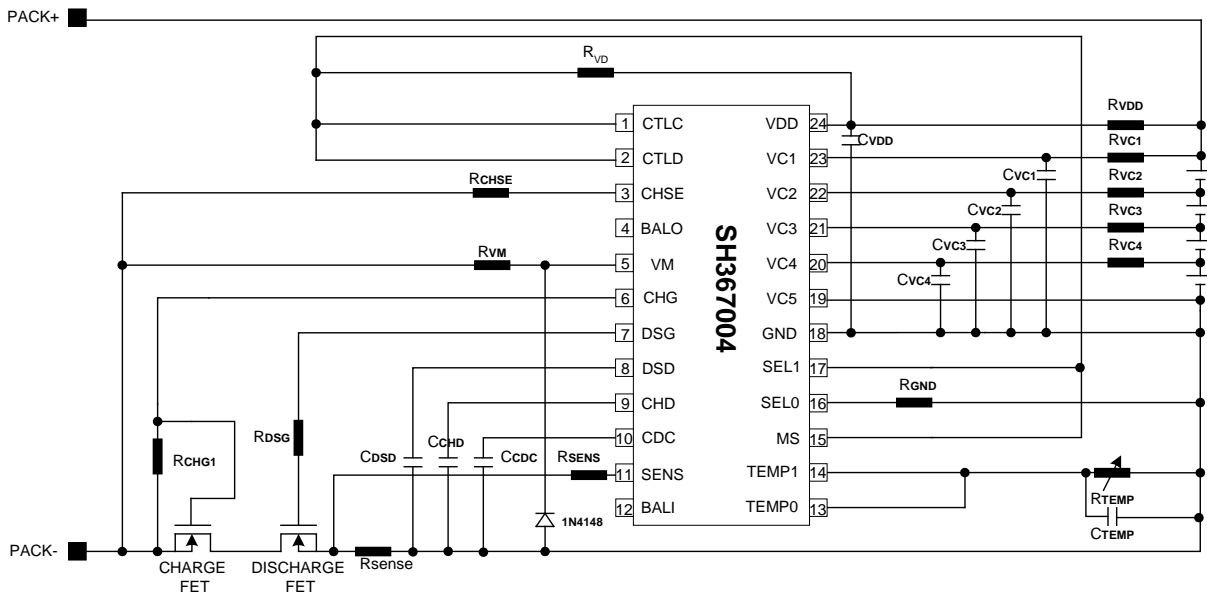 PACK+
RVD
1 CTLC
VDD 24
RVDD
CVDD
2 CTLD
VC1 23
RVC1
CVC1
RCHSE
3 CHSE
VC2 22
RVC2
CVC2
4 BALO
VC3 21
RVC3
CVC3
RVM
5 VM
VC4 20
RVC4
CVC4
6 CHG
VC5 19
SH367004
7 DSG
GND 18
8 DSD
SEL1 17
RGND
9 CHD
SEL0 16
RDSG
CDSD
CCHD
CCDC
10 CDC
MS 15
RCHG1
RSENS
11 SENS
TEMP1 14
RTEMP
12 BALI
TEMP0 13
CTEMP
1N4148
PACK-
Rsense
CHARGE
FET
DISCHARGE
FET